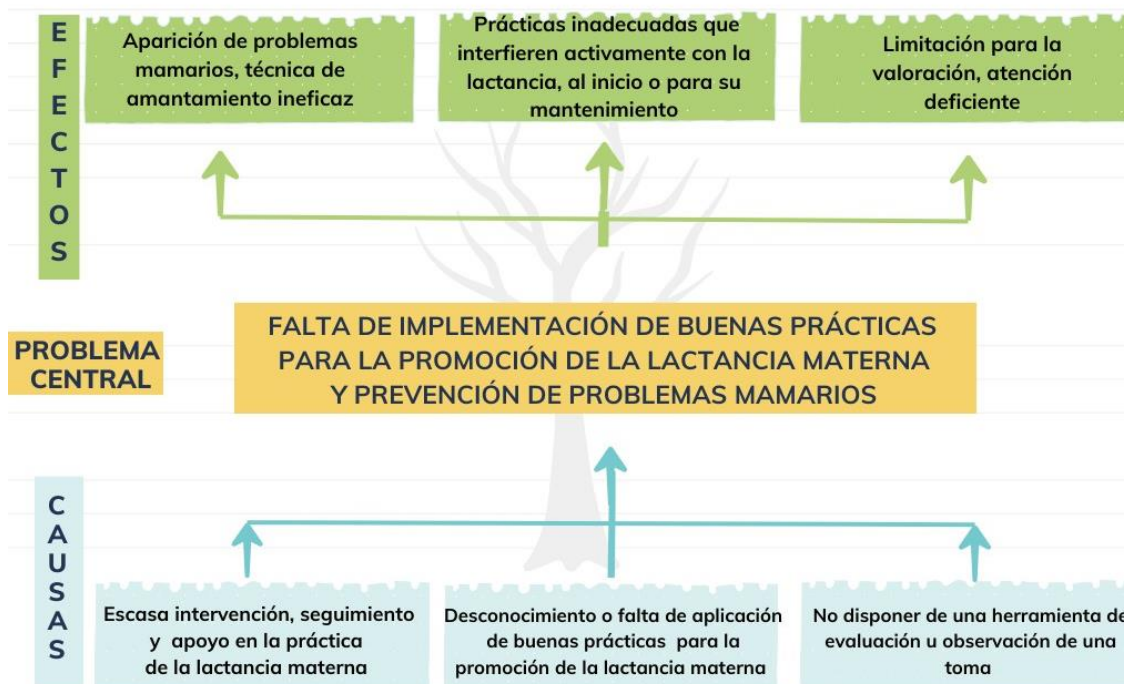 EFECTOS
Aparición de problemas
mamarios, técnica de
amantamiento ineficaz
Prácticas inadecuadas que
interfieren activamente con la
lactancia, al inicio o para su
mantenimiento
Limitación para la
valoración, atención
deficiente
PROBLEMA
CENTRAL
FALTA DE IMPLEMENTACIÓN DE BUENAS PRÁCTICAS
PARA LA PROMOCIÓN DE LA LACTANCIA MATERNA
Y PREVENCIÓN DE PROBLEMAS MAMARIOS
CAUSAS
Escasa intervención, seguimiento
y apoyo en la práctica
de la lactancia materna
Desconocimiento o falta de aplicación
de buenas prácticas para la
promoción de la lactancia materna
No disponer de una herramienta de
evaluación u observación de una
toma